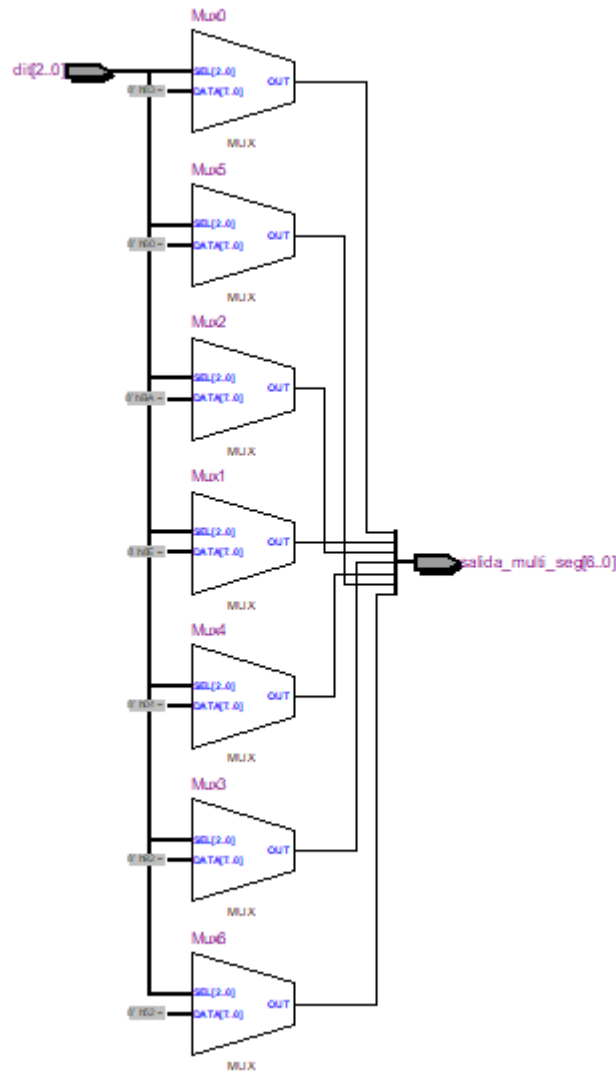 Mux0
dit[2..0]
SEL[2..0]
OUT
DATA[7..0]
MUX
Mux5
SEL[2..0]
OUT
DATA[7..0]
MUX
Mux2
SEL[2..0]
OUT
DATA[7..0]
MUX
Mux1
SEL[2..0]
OUT
DATA[7..0]
salida_multi_seg[6..0]
MUX
Mux4
SEL[2..0]
OUT
DATA[7..0]
MUX
Mux3
SEL[2..0]
OUT
DATA[7..0]
MUX
Mux6
SEL[2..0]
OUT
DATA[7..0]
MUX